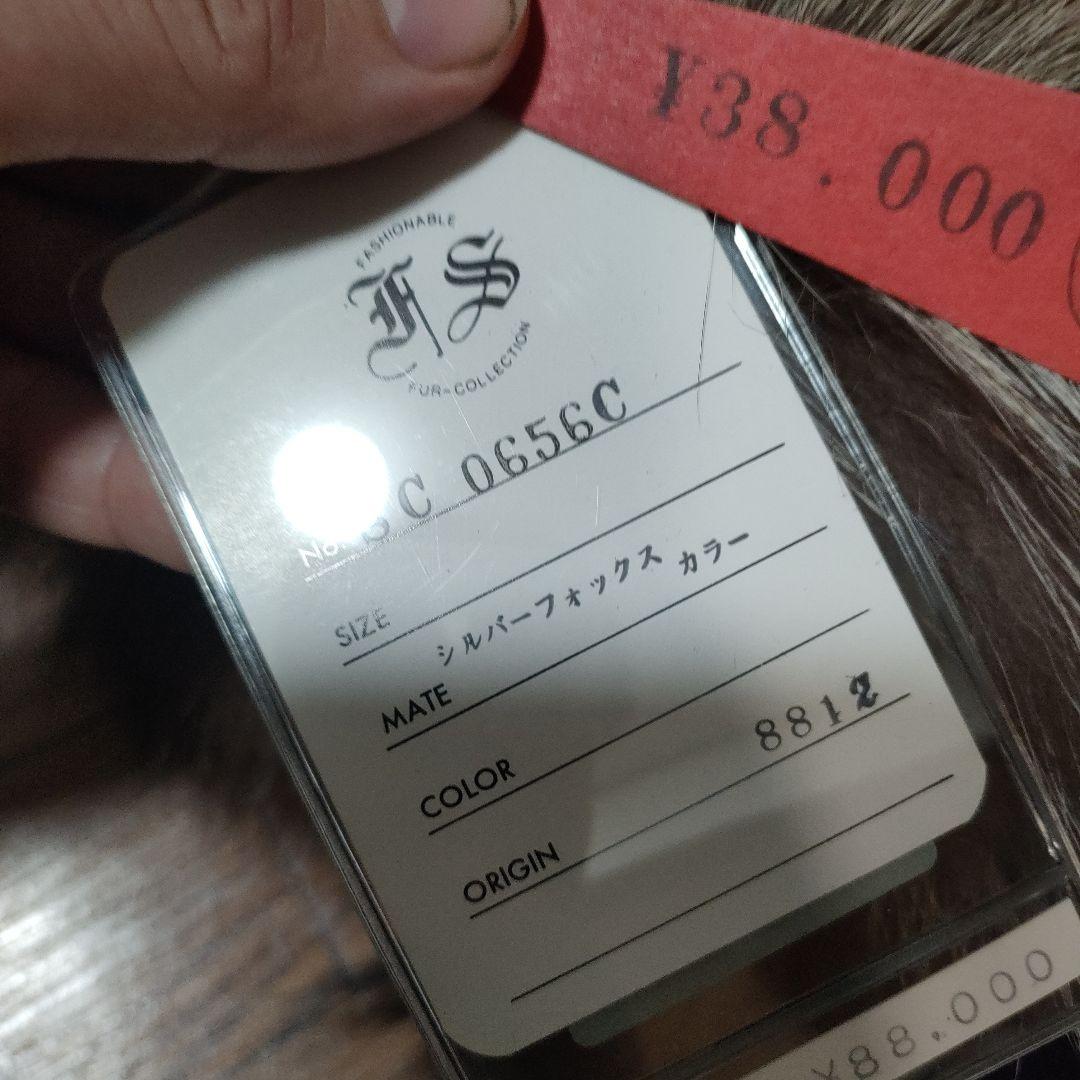 ¥38.000
FASHIONABLE
FS
FUR-COLLECTION
No. SC 0656C
SIZE
シルバーフォックス カラー
MATE
COLOR
8812
ORIGIN
¥88.000